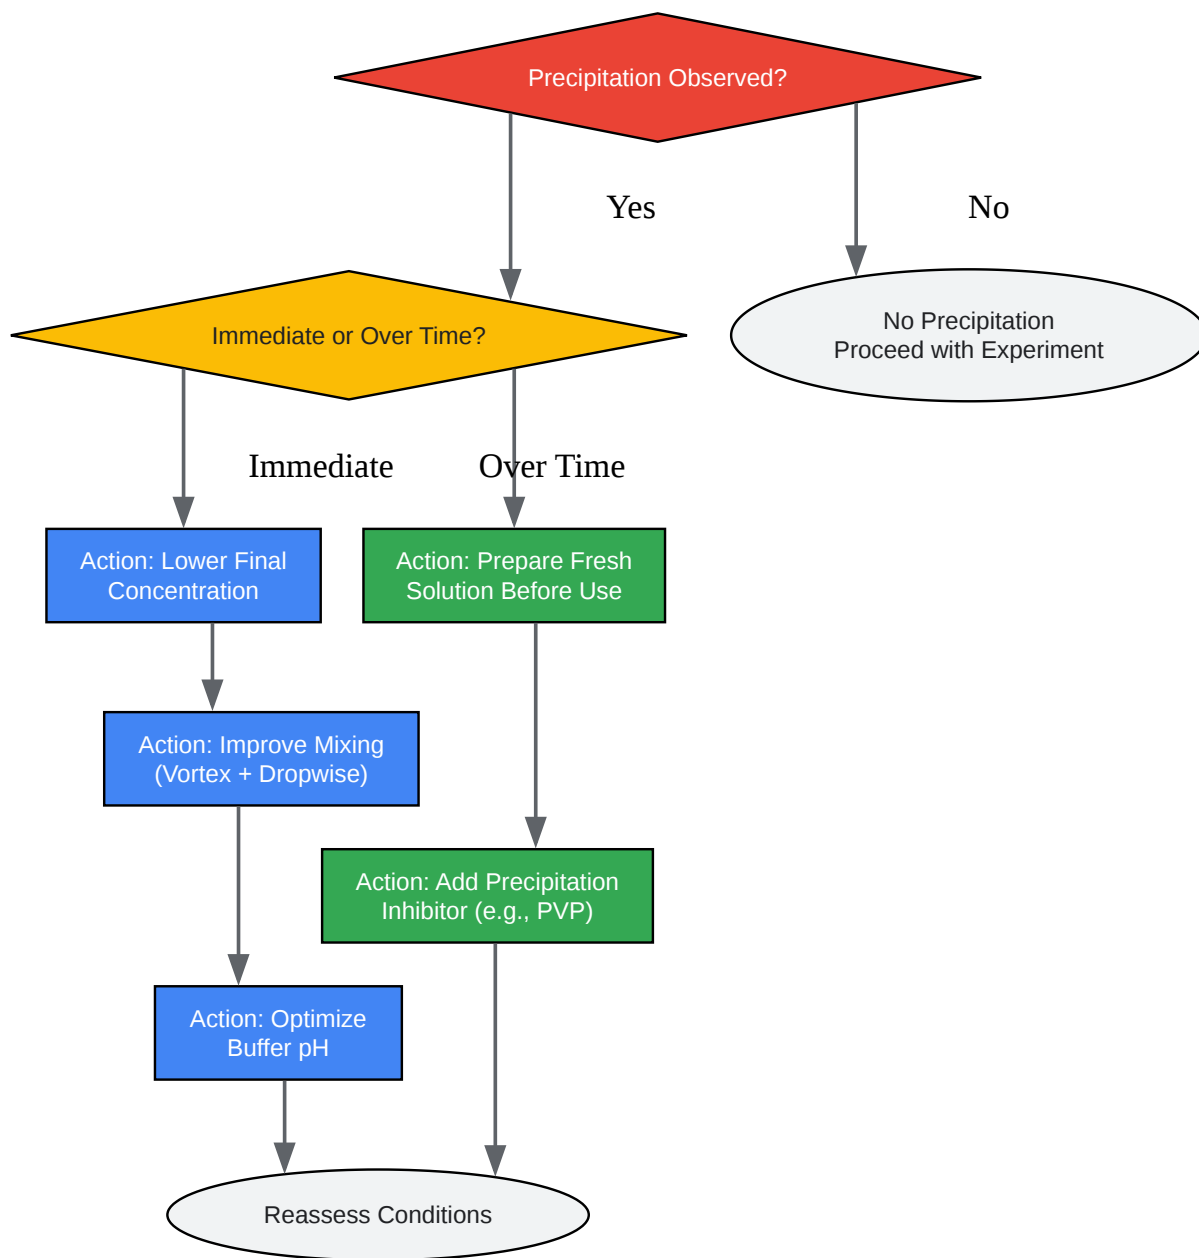 Precipitation Observed?
Yes
No
Immediate or Over Time?
No Precipitation
Proceed with Experiment
Immediate
Over Time
Action: Lower Final
Concentration
Action: Prepare Fresh
Solution Before Use
Action: Improve Mixing
(Vortex + Dropwise)
Action: Add Precipitation
Inhibitor (e.g., PVP)
Action: Optimize
Buffer pH
Reassess Conditions